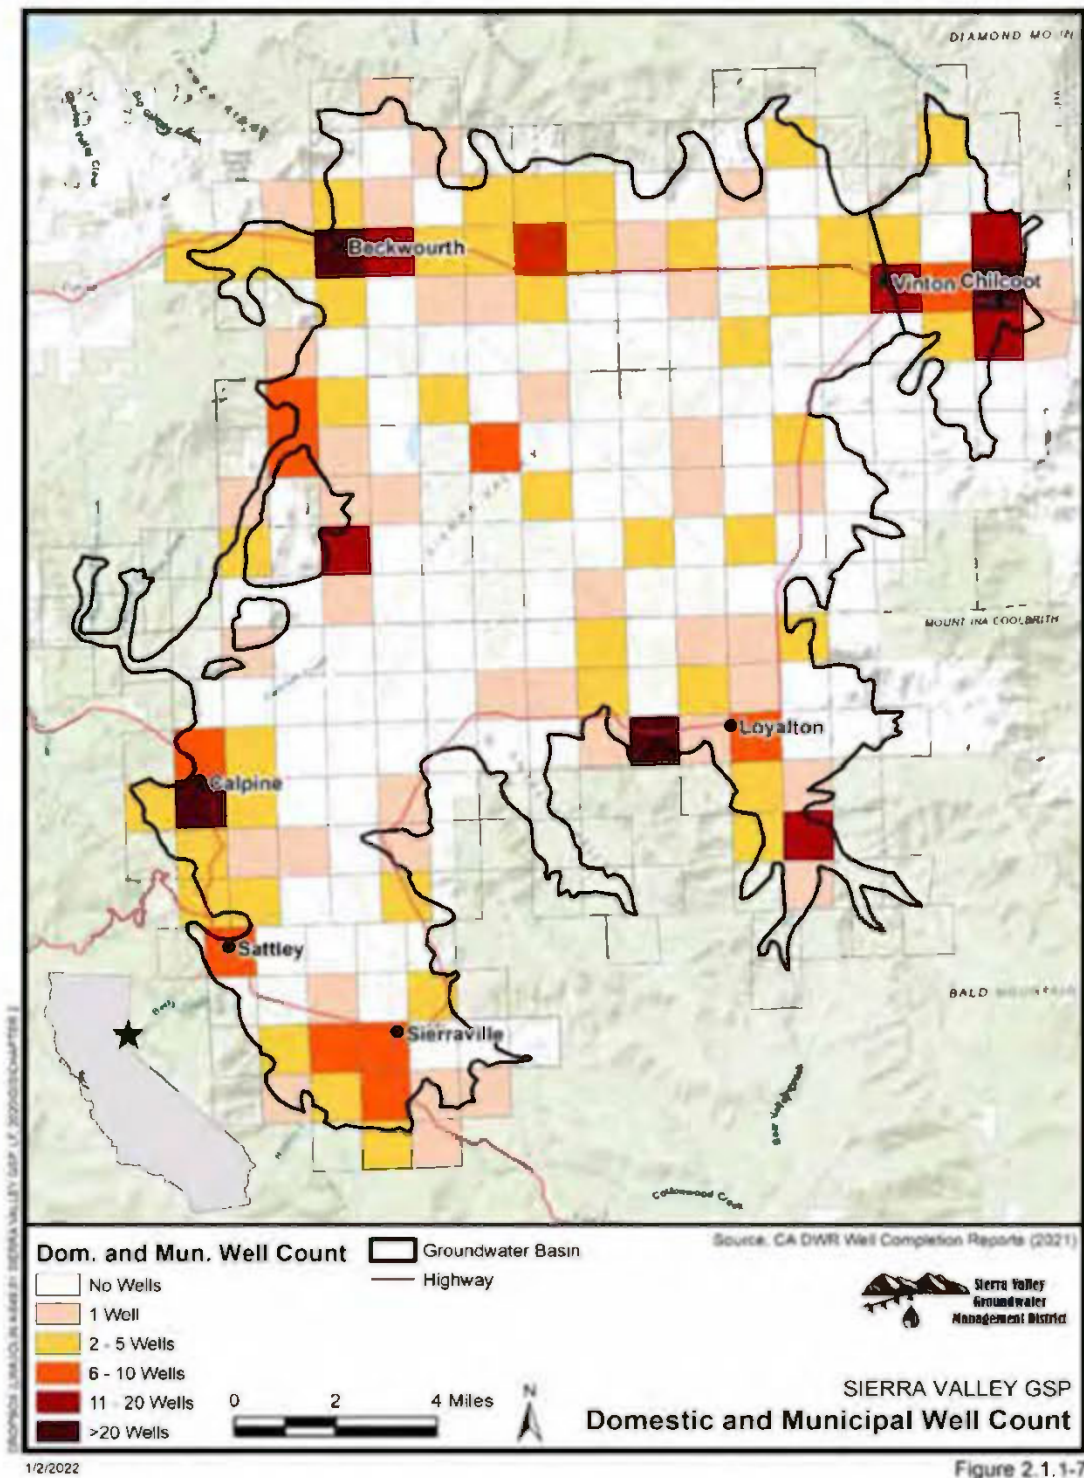 DIAMOND MO
Beckwourth
Vinton
Chilcoot
MOUNT INA COOLBRITH
Loyalton
Calpine
Sattley
Sierraville
BALD MOUNTAIN
Cottonwood Creek
Dom. and Mun. Well Count
No Wells
1 Well
2 - 5 Wells
6 - 10 Wells
11 - 20 Wells
>20 Wells
Groundwater Basin
Highway
0 2 4 Miles
N
Source: CA DWR Well Completion Reports (2021)
Sierra Valley
Groundwater
Management District
SIERRA VALLEY GSP
Domestic and Municipal Well Count
1/2/2022
Figure 2.1.1-7